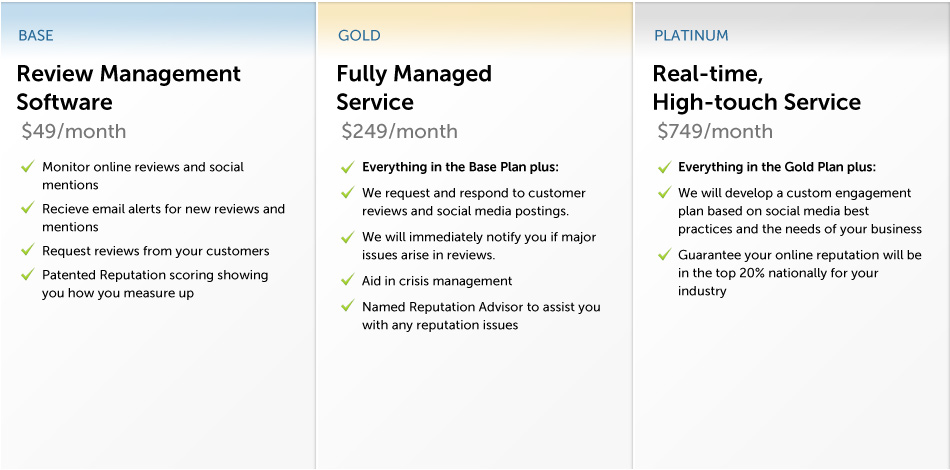 BASE
Review Management
Software
$49/month
Monitor online reviews and social
mentions
Recieve email alerts for new reviews and
mentions
Request reviews from your customers
Patented Reputation scoring showing
you how you measure up
GOLD
Fully Managed
Service
$249/month
Everything in the Base Plan plus:
We request and respond to customer
reviews and social media postings.
We will immediately notify you if major
issues arise in reviews.
Aid in crisis management
Named Reputation Advisor to assist you
with any reputation issues
PLATINUM
Real-time,
High-touch Service
$749/month
Everything in the Gold Plan plus:
We will develop a custom engagement
plan based on social media best
practices and the needs of your business
Guarantee your online reputation will be
in the top 20% nationally for your
industry